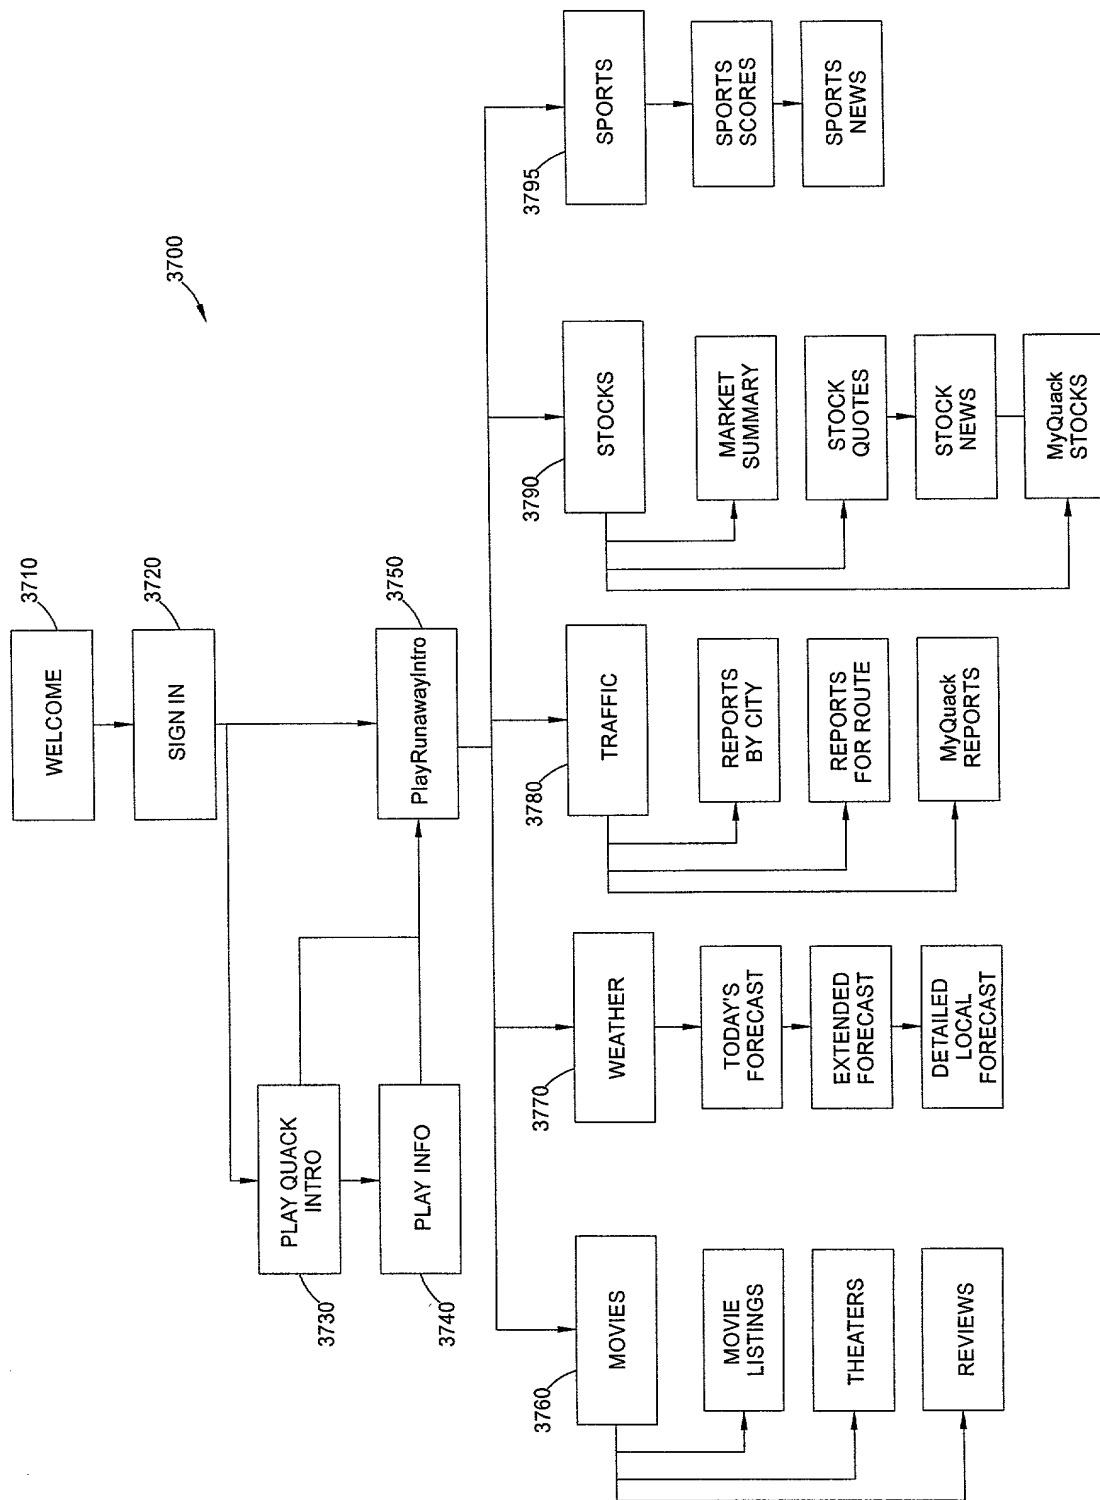 3700
WELCOME
3710
SIGN IN
3720
PLAY QUACK
INTRO
3730
PLAY INFO
3740
PlayRunawayIntro
3750
MOVIES
3760
MOVIE
LISTINGS
THEATERS
REVIEWS
WEATHER
3770
TODAY'S
FORECAST
EXTENDED
FORECAST
DETAILED
LOCAL
FORECAST
TRAFFIC
3780
REPORTS
BY CITY
REPORTS
FOR ROUTE
MyQuack
REPORTS
STOCKS
3790
MARKET
SUMMARY
STOCK
QUOTES
STOCK
NEWS
MyQuack
STOCKS
SPORTS
3795
SPORTS
SCORES
SPORTS
NEWS